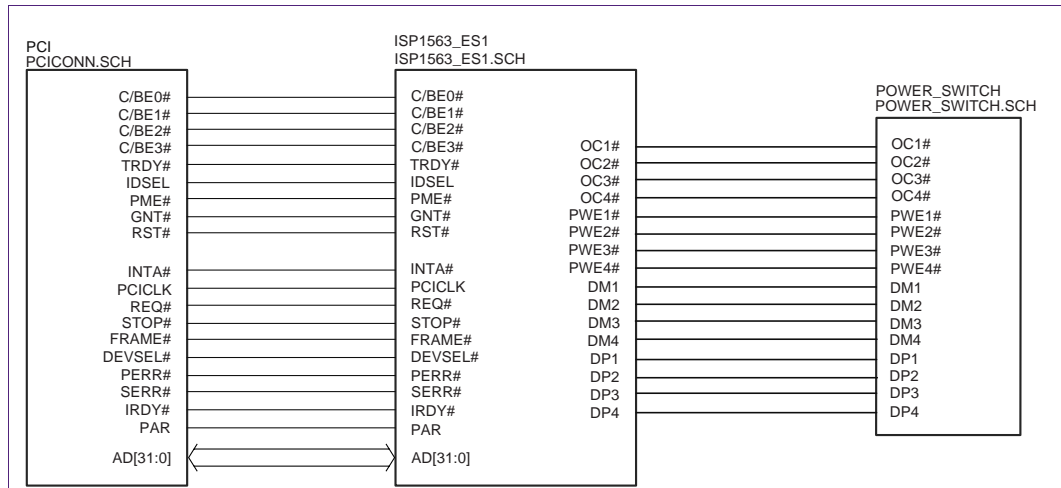 PCI
PCICONN.SCH
C/BE0#
C/BE1#
C/BE2#
C/BE3#
TRDY#
IDSEL
PME#
GNT#
RST#
INTA#
PCICLK
REQ#
STOP#
FRAME#
DEVSEL#
PERR#
SERR#
IRDY#
PAR
AD[31:0]
ISP1563_ES1
ISP1563_ES1.SCH
C/BE0#
C/BE1#
C/BE2#
C/BE3#
TRDY#
IDSEL
PME#
GNT#
RST#
INTA#
PCICLK
REQ#
STOP#
FRAME#
DEVSEL#
PERR#
SERR#
IRDY#
PAR
AD[31:0]
OC1#
OC2#
OC3#
OC4#
PWE1#
PWE2#
PWE3#
PWE4#
DM1
DM2
DM3
DM4
DP1
DP2
DP3
DP4
POWER_SWITCH
POWER_SWITCH.SCH
OC1#
OC2#
OC3#
OC4#
PWE1#
PWE2#
PWE3#
PWE4#
DM1
DM2
DM3
DM4
DP1
DP2
DP3
DP4